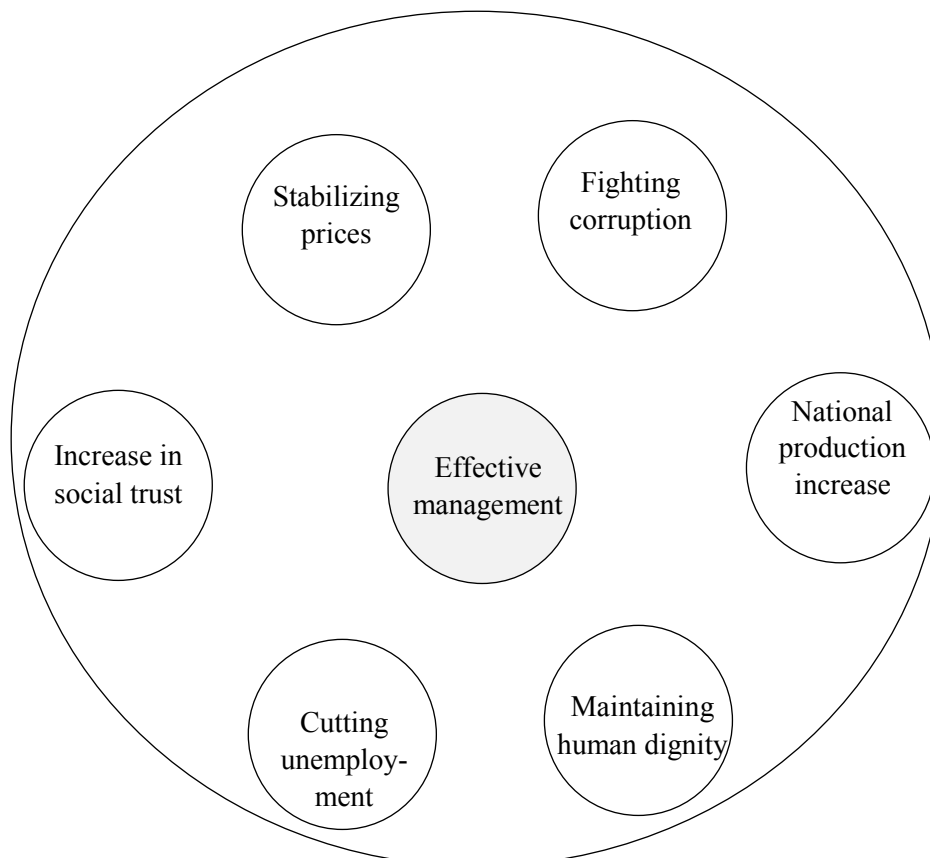 Stabilizing
prices
Fighting
corruption
Increase in
social trust
Effective
management
National
production
increase
Cutting
unemploy-
ment
Maintaining
human dignity